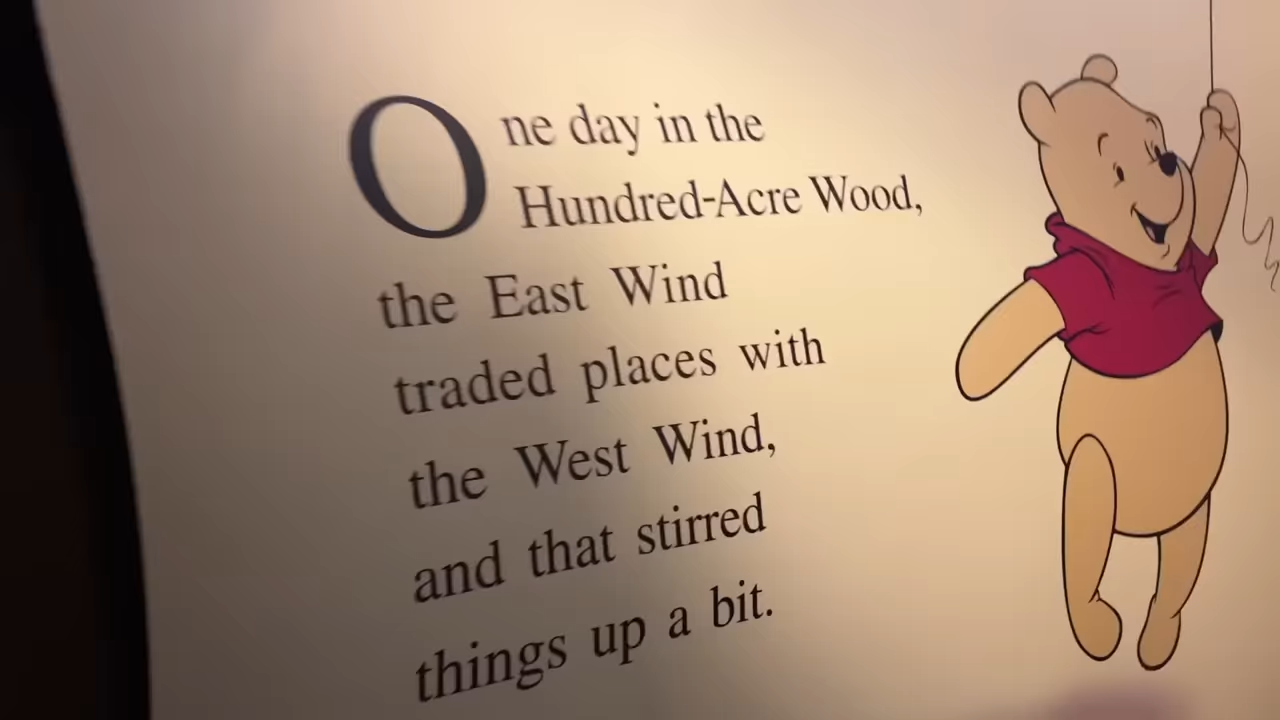 One day in the
Hundred-Acre Wood,
the East Wind
traded places with
the West Wind,
and that stirred
things up a bit.